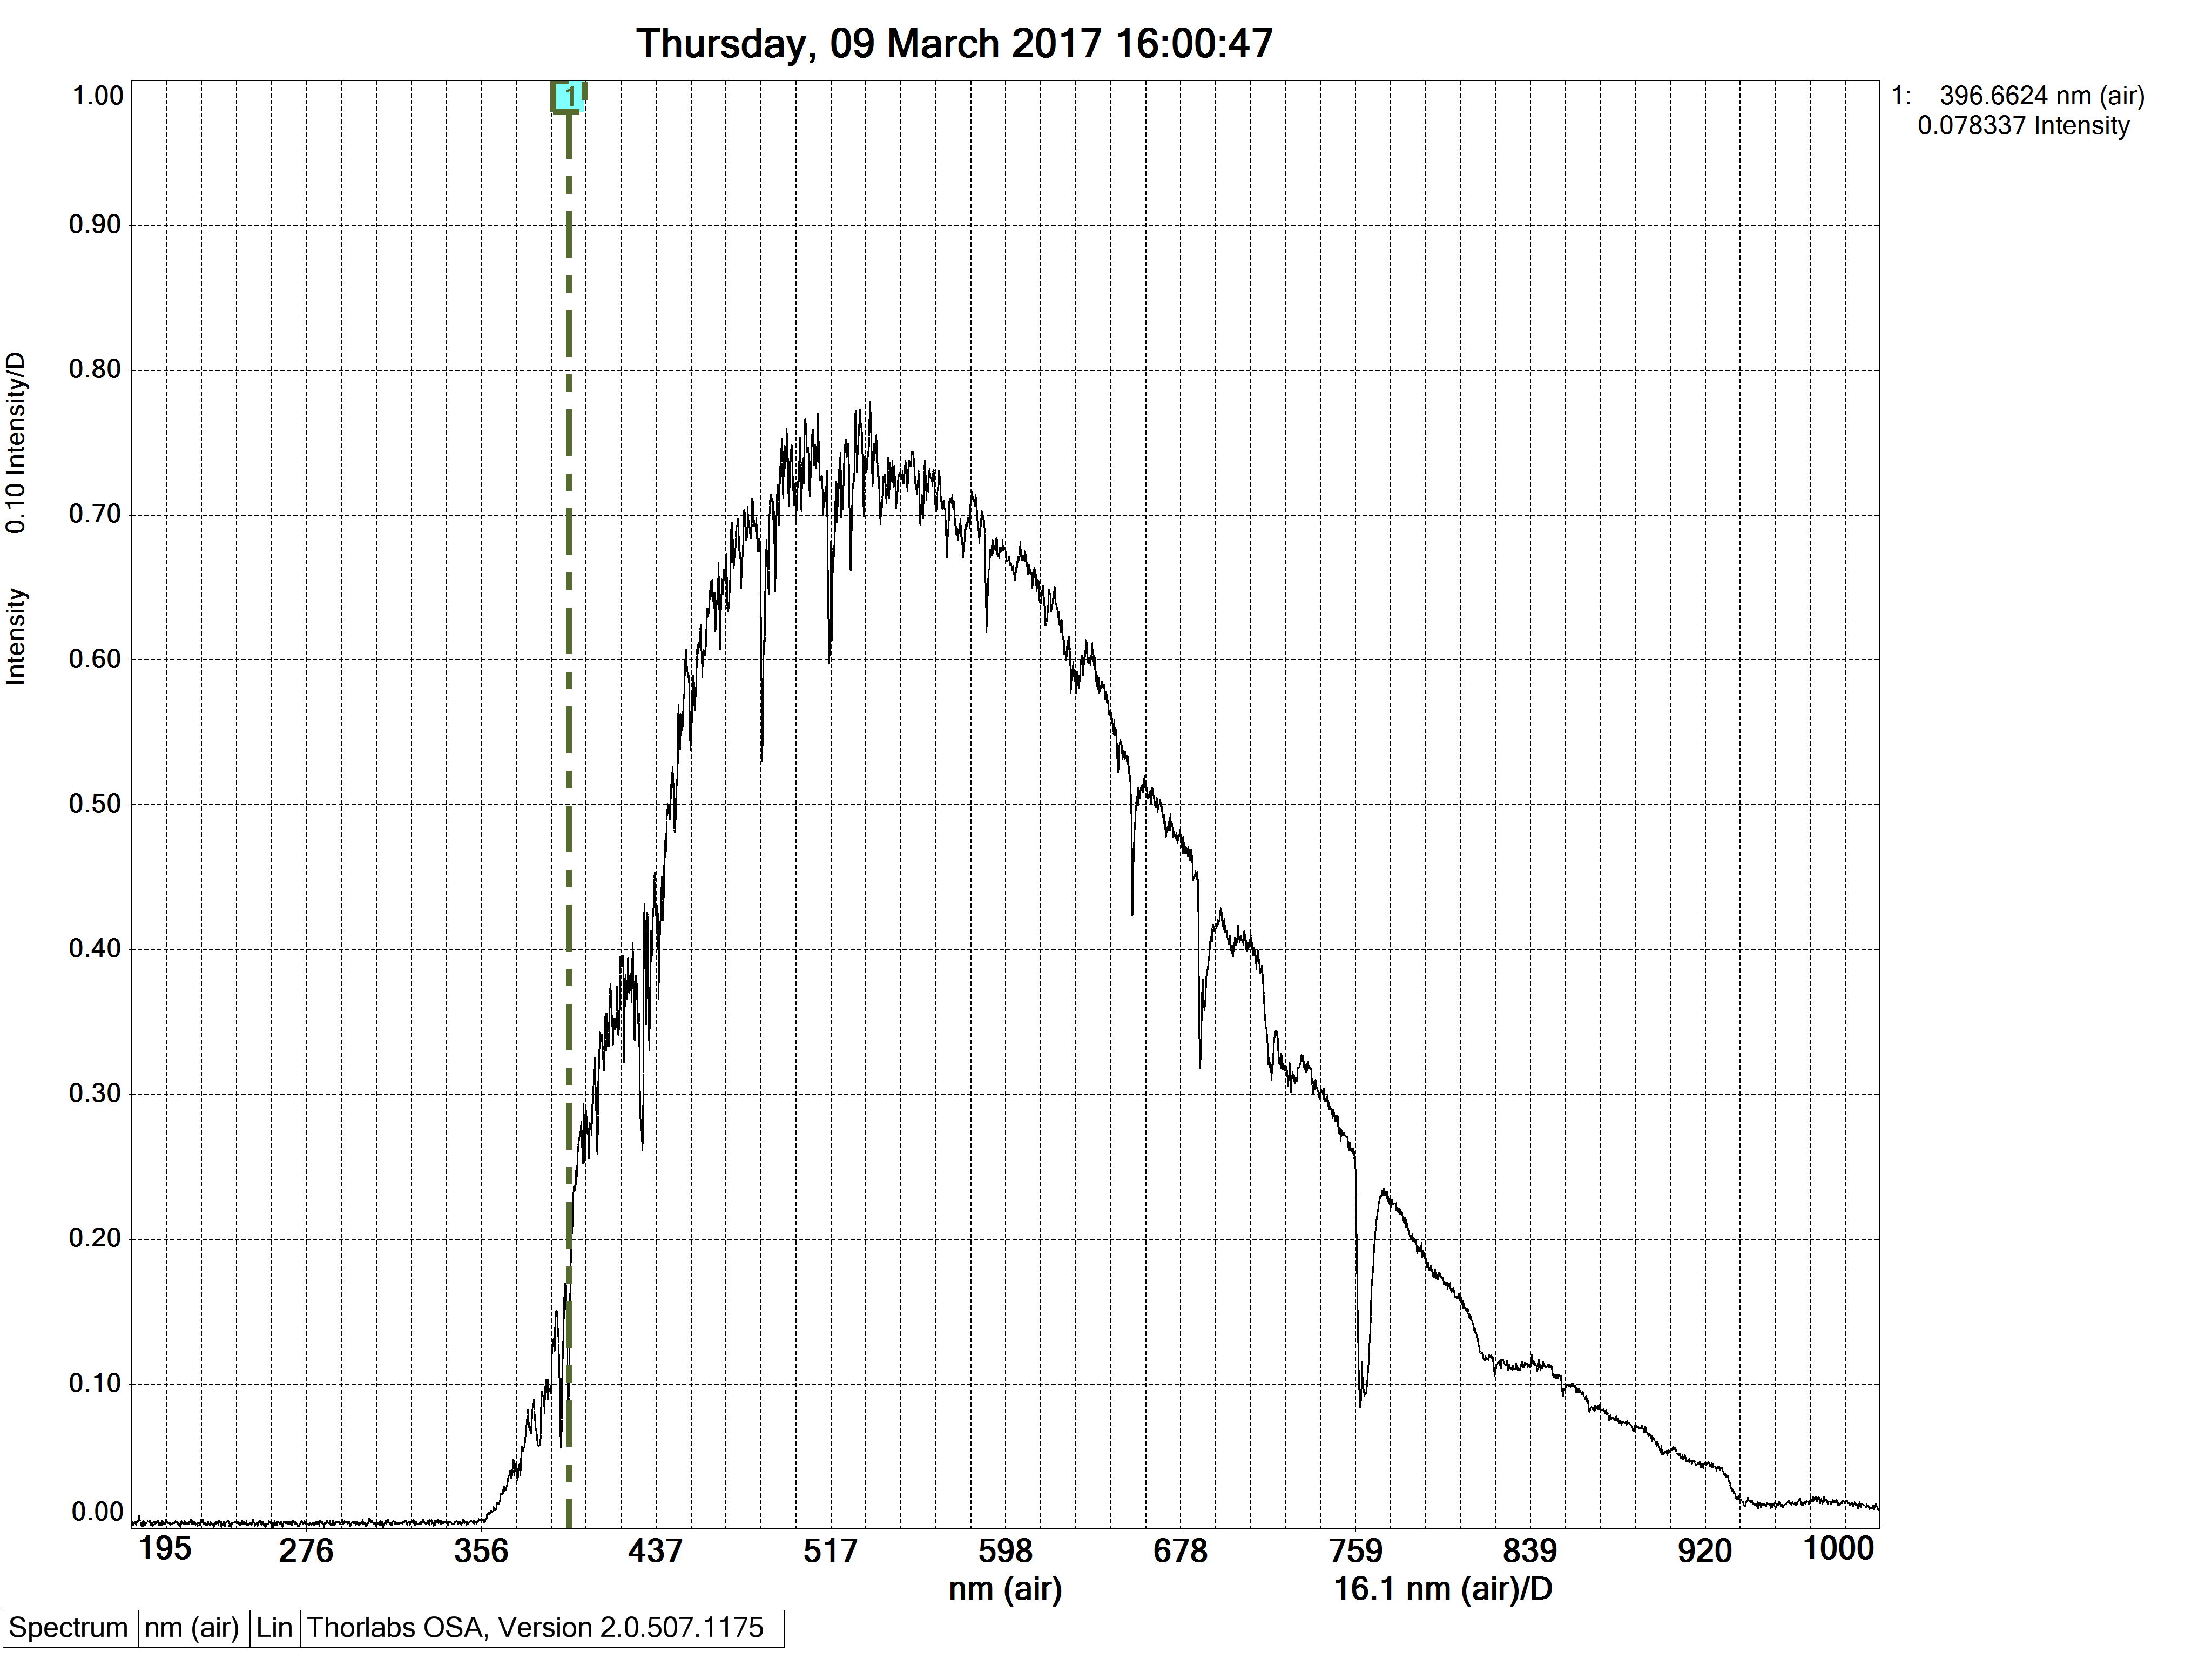 Thursday, 09 March 2017 16:00:47
1
1: 396.6624 nm (air)
0.078337 Intensity
1.00
0.90
0.80
0.70
0.60
0.50
0.40
0.30
0.20
0.10
0.00
Intensity 0.10 Intensity/D
195 276 356 437 517 598 678 759 839 920 1000
nm (air) 16.1 nm (air)/D
Spectrum nm (air) Lin Thorlabs OSA, Version 2.0.507.1175